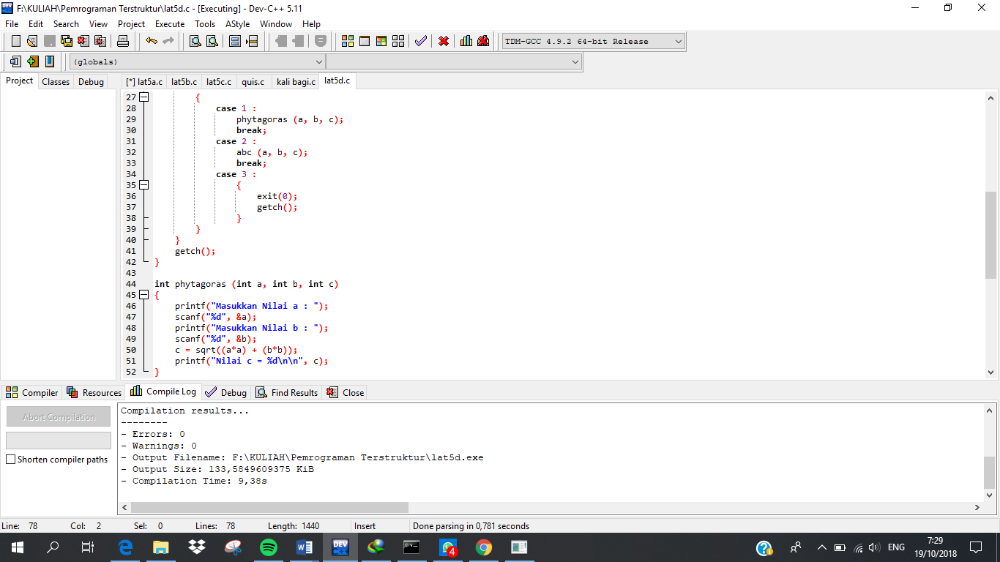 F:\KULIAH\Pemrograman Terstruktur\lat5d.c - [Executing] - Dev-C++ 5.11
File Edit Search View Project Execute Tools AStyle Window Help
TDM-GCC 4.9.2 64-bit Release
(globals)
Project Classes Debug [*] lat5a.c lat5b.c lat5c.c quis.c kali bagi.c lat5d.c
27 {
28 case 1 :
29 phytagoras (a, b, c);
30 break;
31 case 2 :
32 abc (a, b, c);
33 break;
34 case 3 :
35 {
36 exit(0);
37 getch();
38 }
39 }
40 }
41 getch();
42 }
43
44 int phytagoras (int a, int b, int c)
45 {
46 printf("Masukkan Nilai a : ");
47 scanf("%d", &a);
48 printf("Masukkan Nilai b : ");
49 scanf("%d", &b);
50 c = sqrt((a*a) + (b*b));
51 printf("Nilai c = %d\n\n", c);
52 }
Compiler Resources Compile Log Debug Find Results Close
Abort Compilation
Shorten compiler paths
Compilation results...
--------
- Errors: 0
- Warnings: 0
- Output Filename: F:\KULIAH\Pemrograman Terstruktur\lat5d.exe
- Output Size: 133,5849609375 KiB
- Compilation Time: 9,38s
Line: 78 Col: 2 Sel: 0 Lines: 78 Length: 1440 Insert Done parsing in 0,781 seconds
DEV
4
ENG
7:29
19/10/2018